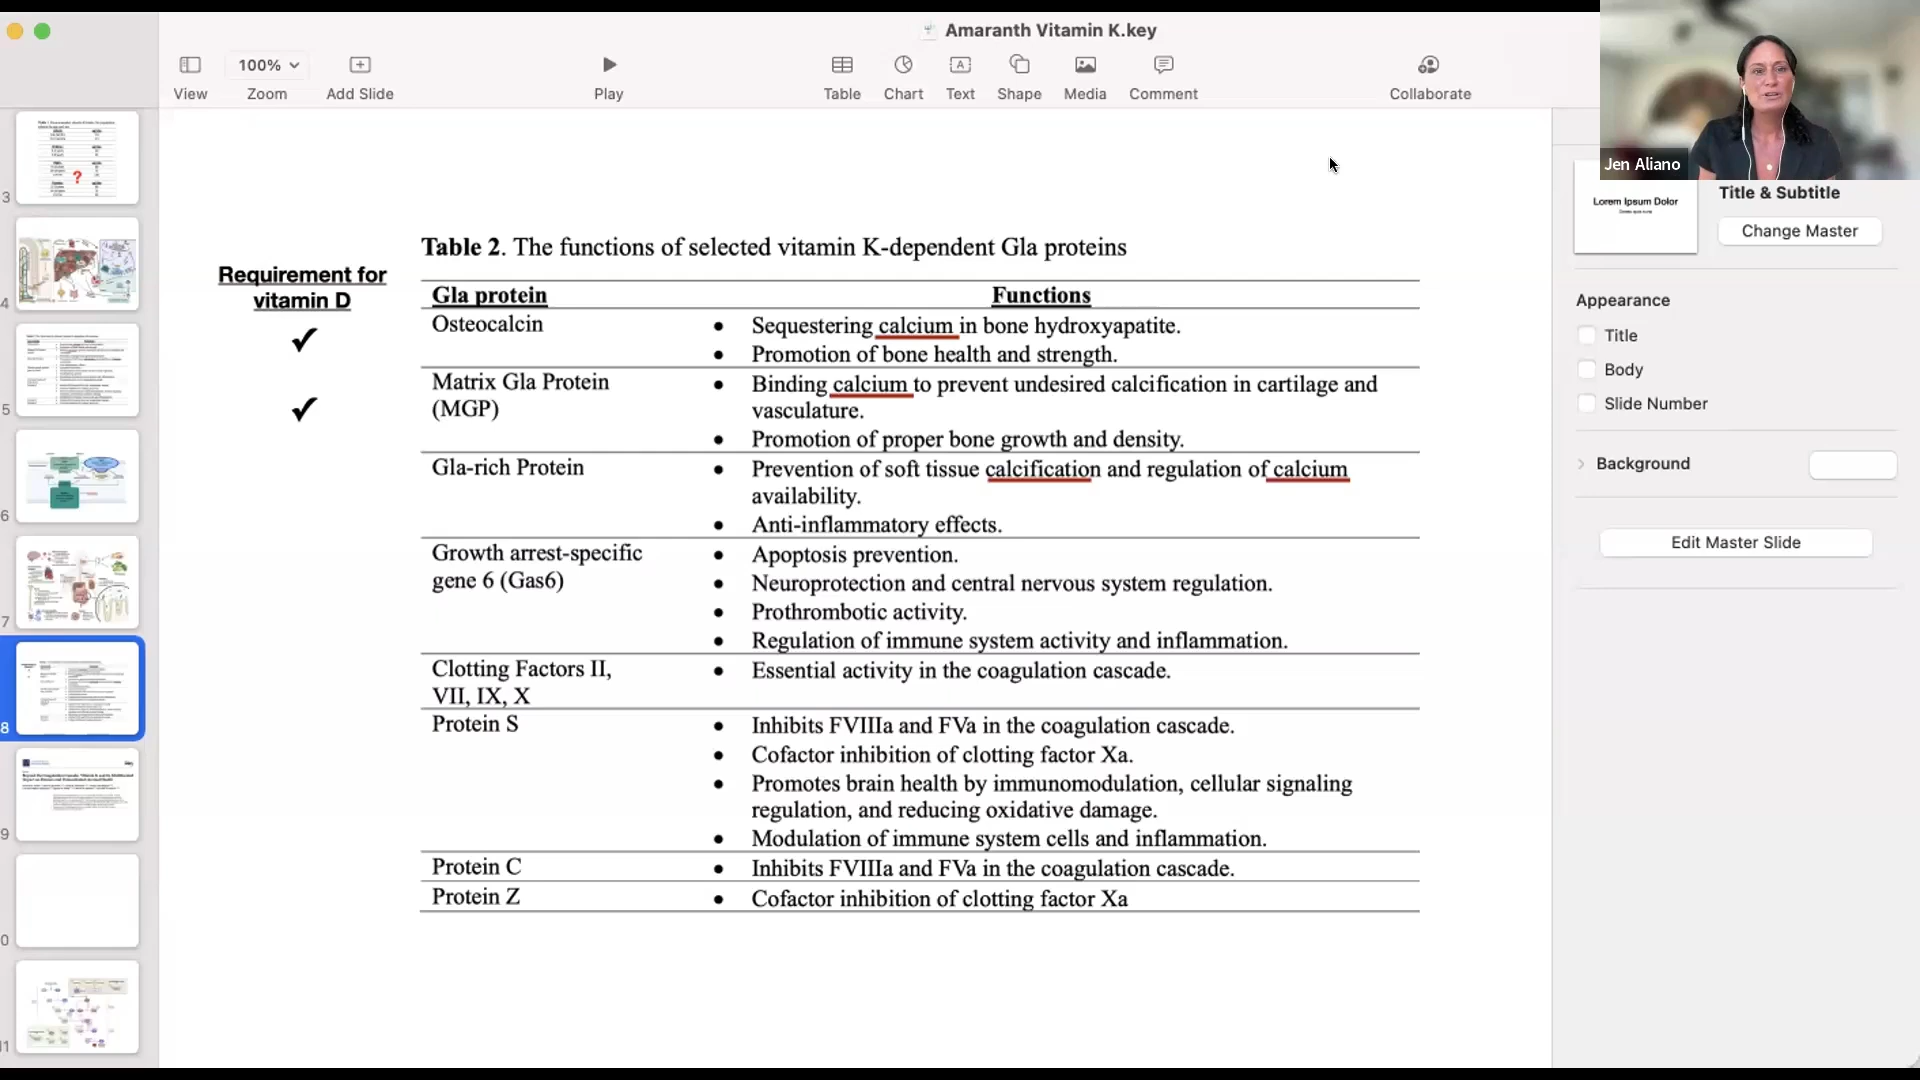 Amaranth Vitamin K.key
100%
View
Zoom
Add Slide
Play
Table
Chart
Text
Shape
Media
Comment
Collaborate
Jen Aliano
3
4
5
6
7
8
9
0
1
?
Table 2. The functions of selected vitamin K-dependent Gla proteins
Requirement for
vitamin D
Gla protein
Functions
Osteocalcin
✓
• Sequestering calcium in bone hydroxyapatite.
• Promotion of bone health and strength.
Matrix Gla Protein
(MGP)
✓
• Binding calcium to prevent undesired calcification in cartilage and
vasculature.
• Promotion of proper bone growth and density.
Gla-rich Protein
• Prevention of soft tissue calcification and regulation of calcium
availability.
• Anti-inflammatory effects.
Growth arrest-specific
gene 6 (Gas6)
• Apoptosis prevention.
• Neuroprotection and central nervous system regulation.
• Prothrombotic activity.
• Regulation of immune system activity and inflammation.
Clotting Factors II,
VII, IX, X
• Essential activity in the coagulation cascade.
Protein S
• Inhibits FVIIIa and FVa in the coagulation cascade.
• Cofactor inhibition of clotting factor Xa.
• Promotes brain health by immunomodulation, cellular signaling
regulation, and reducing oxidative damage.
• Modulation of immune system cells and inflammation.
Protein C
• Inhibits FVIIIa and FVa in the coagulation cascade.
Protein Z
• Cofactor inhibition of clotting factor Xa
Lorem Ipsum Dolor
Title & Subtitle
Change Master
Appearance
Title
Body
Slide Number
Background
Edit Master Slide